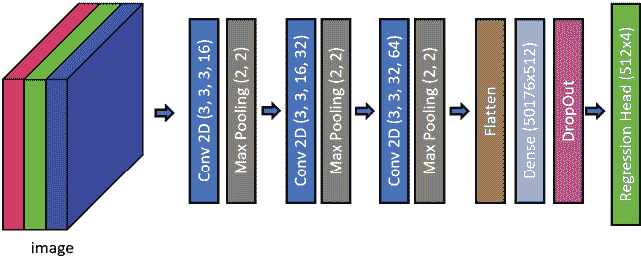 image
Conv 2D (3, 3, 3, 16)
Max Pooling (2, 2)
Conv 2D (3, 3, 16, 32)
Max Pooling (2, 2)
Conv 2D (3, 3, 32, 64)
Max Pooling (2, 2)
Flatten
Dense (50176x512)
DropOut
Regression Head (512x4)